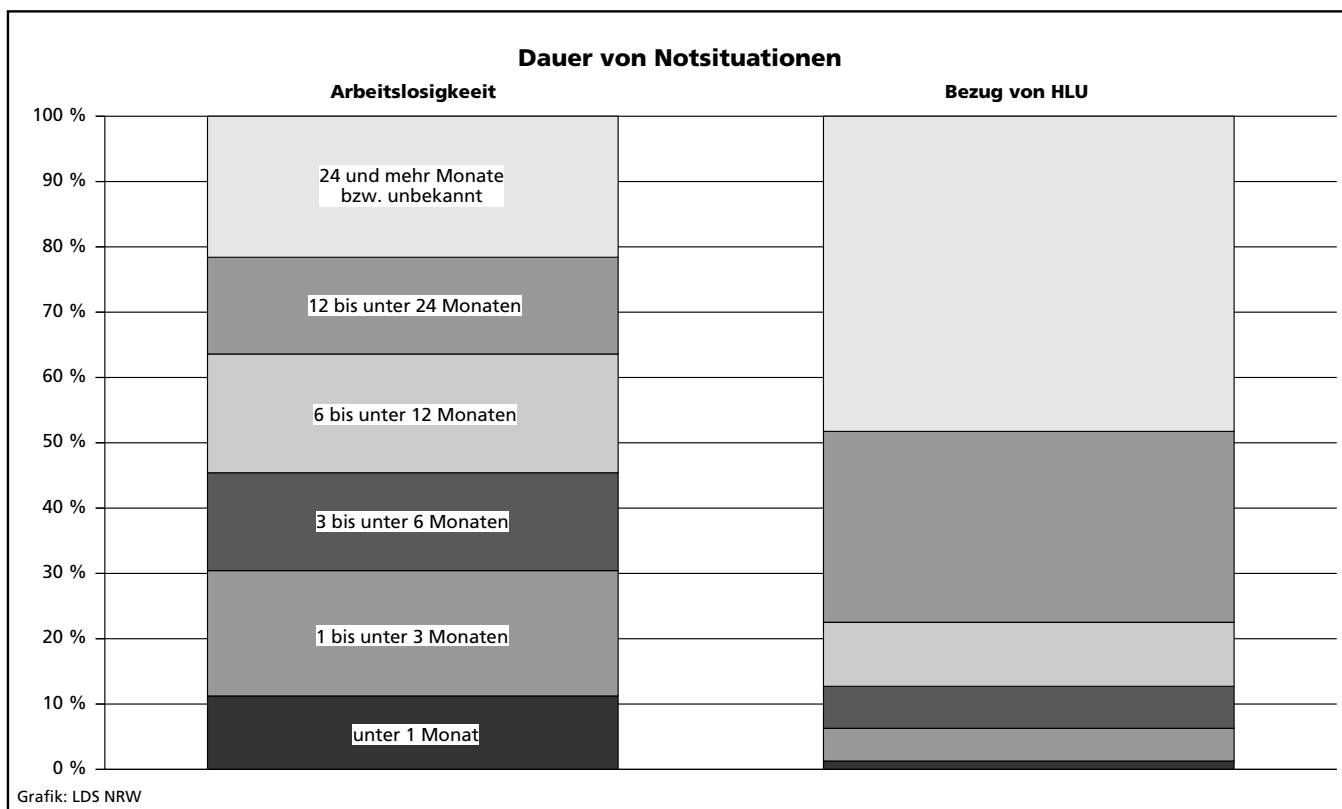 Dauer von Notsituationen
Arbeitslosigkeeit
Bezug von HLU
100 %
90 %
80 %
70 %
60 %
50 %
40 %
30 %
20 %
10 %
0 %
24 und mehr Monate
bzw. unbekannt
12 bis unter 24 Monaten
6 bis unter 12 Monaten
3 bis unter 6 Monaten
1 bis unter 3 Monaten
unter 1 Monat
Grafik: LDS NRW